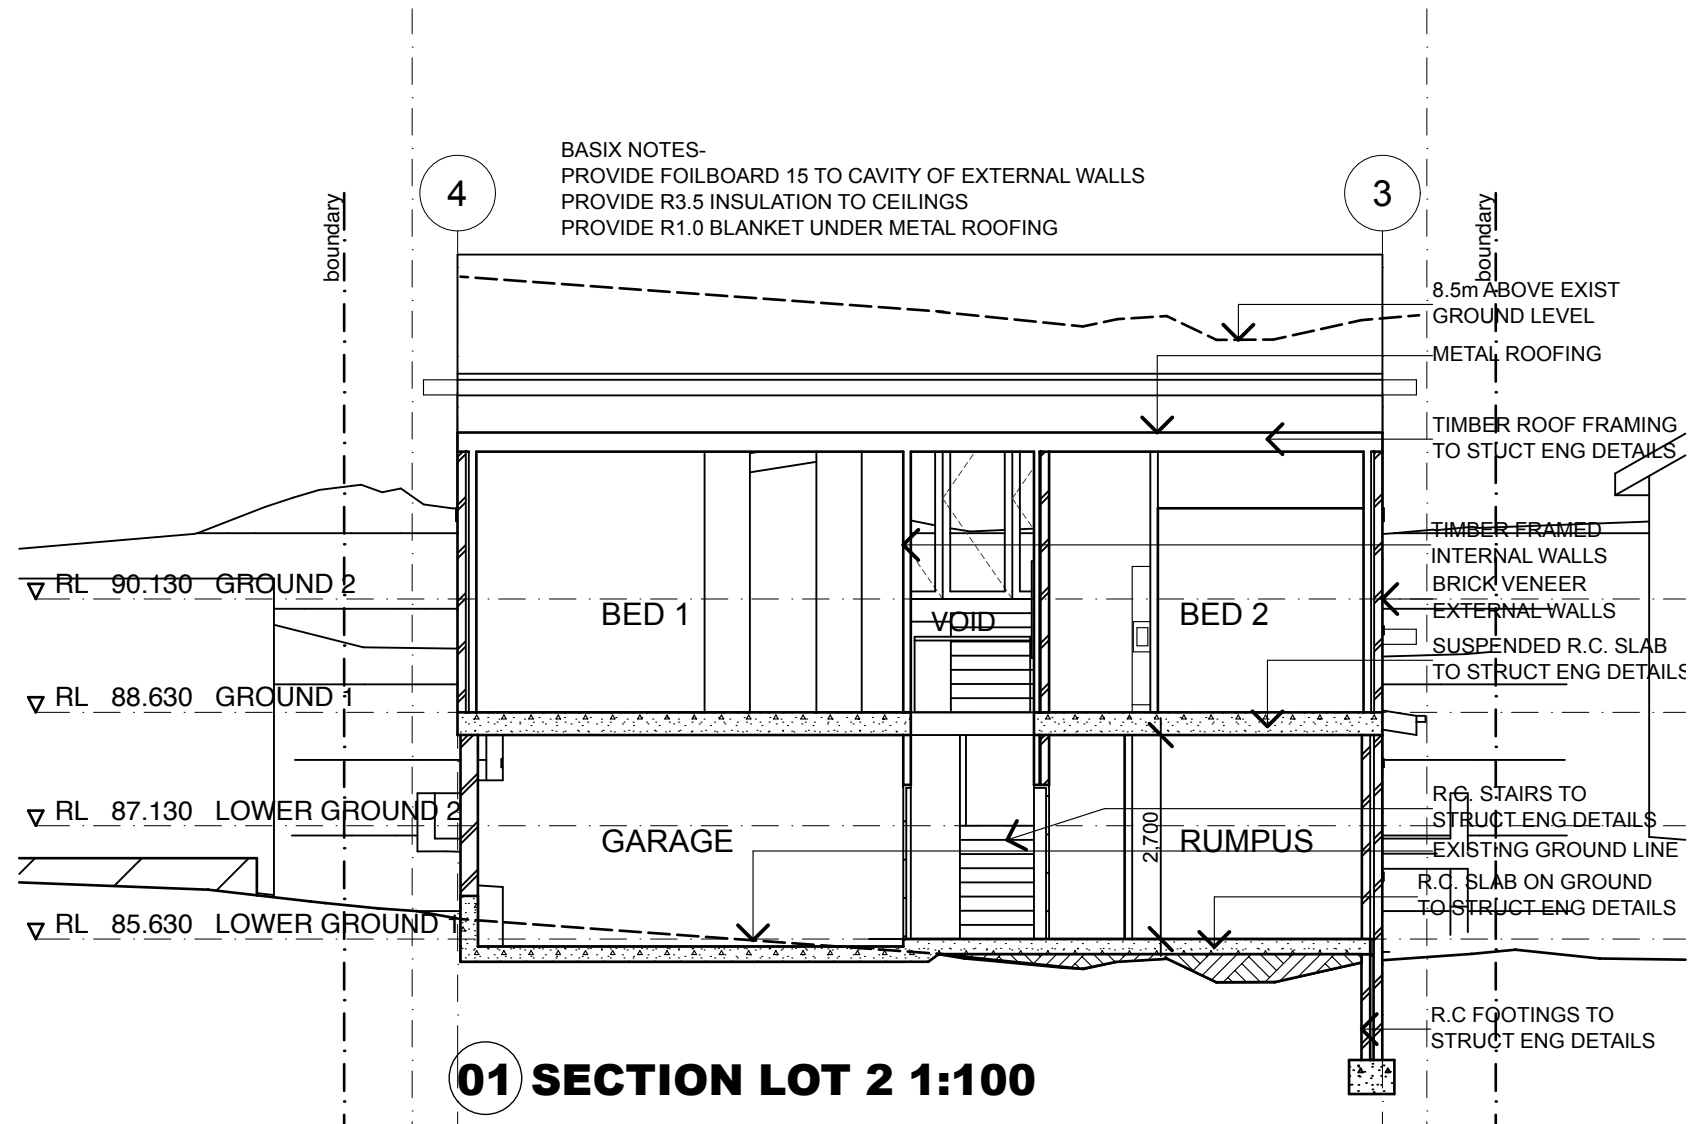 BASIX NOTES-
PROVIDE FOILBOARD 15 TO CAVITY OF EXTERNAL WALLS
PROVIDE R3.5 INSULATION TO CEILINGS
PROVIDE R1.0 BLANKET UNDER METAL ROOFING
4
3
boundary
boundary
8.5m ABOVE EXIST
GROUND LEVEL
METAL ROOFING
TIMBER ROOF FRAMING
TO STUCT ENG DETAILS
TIMBER FRAMED
INTERNAL WALLS
BRICK VENEER
EXTERNAL WALLS
SUSPENDED R.C. SLAB
TO STRUCT ENG DETAILS
R.C. STAIRS TO
STRUCT ENG DETAILS
EXISTING GROUND LINE
R.C. SLAB ON GROUND
TO STRUCT ENG DETAILS
R.C FOOTINGS TO
STRUCT ENG DETAILS
RL 90.130 GROUND 2
RL 88.630 GROUND 1
RL 87.130 LOWER GROUND 2
RL 85.630 LOWER GROUND 1
BED 1
VOID
BED 2
GARAGE
2,700
RUMPUS
01 SECTION LOT 2 1:100